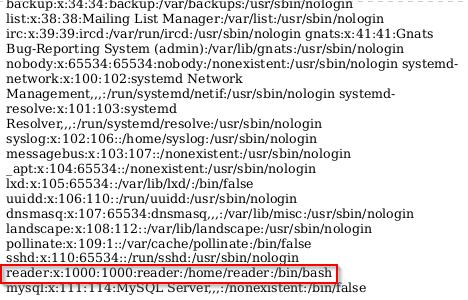 backup:x:34:34:backup:/var/backups:/usr/sbin/nologin
list:x:38:38:Mailing List Manager:/var/list:/usr/sbin/nologin
irc:x:39:39:ircd:/var/run/ircd:/usr/sbin/nologin gnats:x:41:41:Gnats
Bug-Reporting System (admin):/var/lib/gnats:/usr/sbin/nologin
nobody:x:65534:65534:nobody:/nonexistent:/usr/sbin/nologin systemd-
network:x:100:102:systemd Network
Management,,,:/run/systemd/netif:/usr/sbin/nologin systemd-
resolve:x:101:103:systemd
Resolver,,,:/run/systemd/resolve:/usr/sbin/nologin
syslog:x:102:106::/home/syslog:/usr/sbin/nologin
messagebus:x:103:107::/nonexistent:/usr/sbin/nologin
_apt:x:104:65534::/nonexistent:/usr/sbin/nologin
lxd:x:105:65534::/var/lib/lxd/:/bin/false
uuidd:x:106:110::/run/uuidd:/usr/sbin/nologin
dnsmasq:x:107:65534:dnsmasq,,,:/var/lib/misc:/usr/sbin/nologin
landscape:x:108:112::/var/lib/landscape:/usr/sbin/nologin
pollinate:x:109:1::/var/cache/pollinate:/bin/false
sshd:x:110:65534::/run/sshd:/usr/sbin/nologin
reader:x:1000:1000:reader:/home/reader:/bin/bash
mysql:x:111:114:MySQL Server,,,:/nonexistent:/bin/false